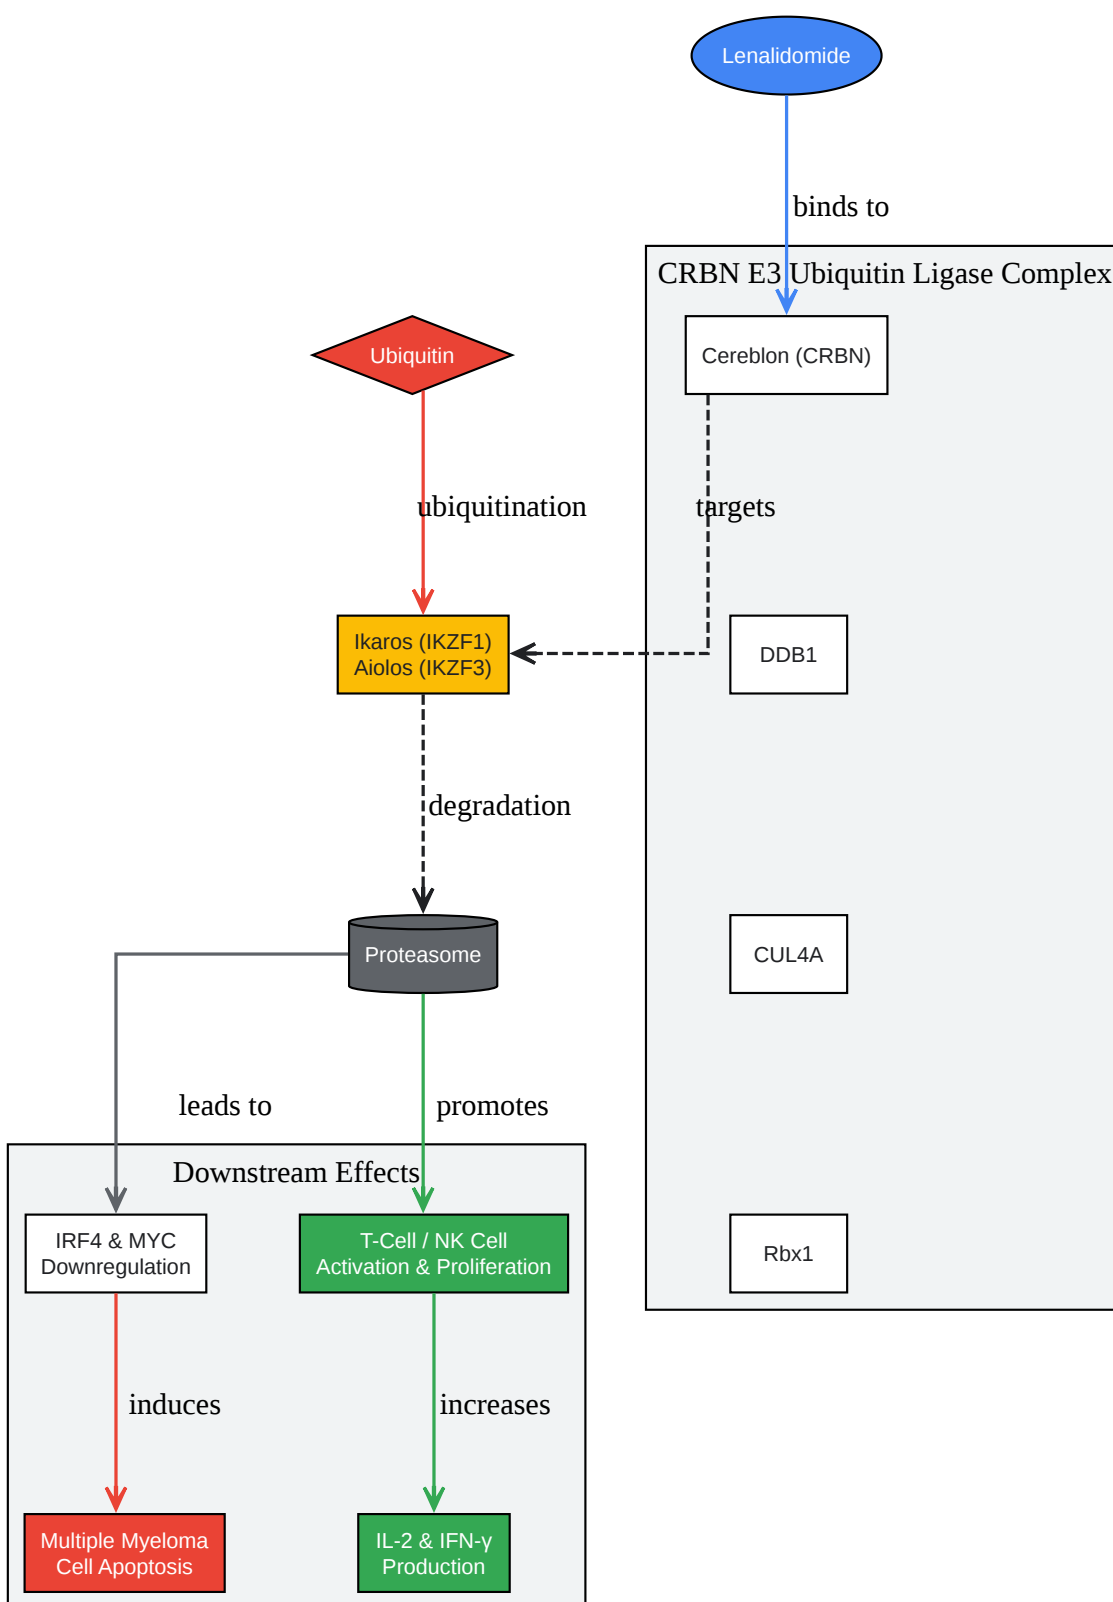 Lenalidomide
binds to
CRBN E3 Ubiquitin Ligase Complex
Ubiquitin
Cereblon (CRBN)
ubiquitination
targets
Ikaros (IKZF1)
Aiolos (IKZF3)
DDB1
degradation
Proteasome
CUL4A
leads to
promotes
Downstream Effects
IRF4 & MYC
Downregulation
T-Cell / NK Cell
Activation & Proliferation
Rbx1
induces
increases
Multiple Myeloma
Cell Apoptosis
IL-2 & IFN-γ
Production